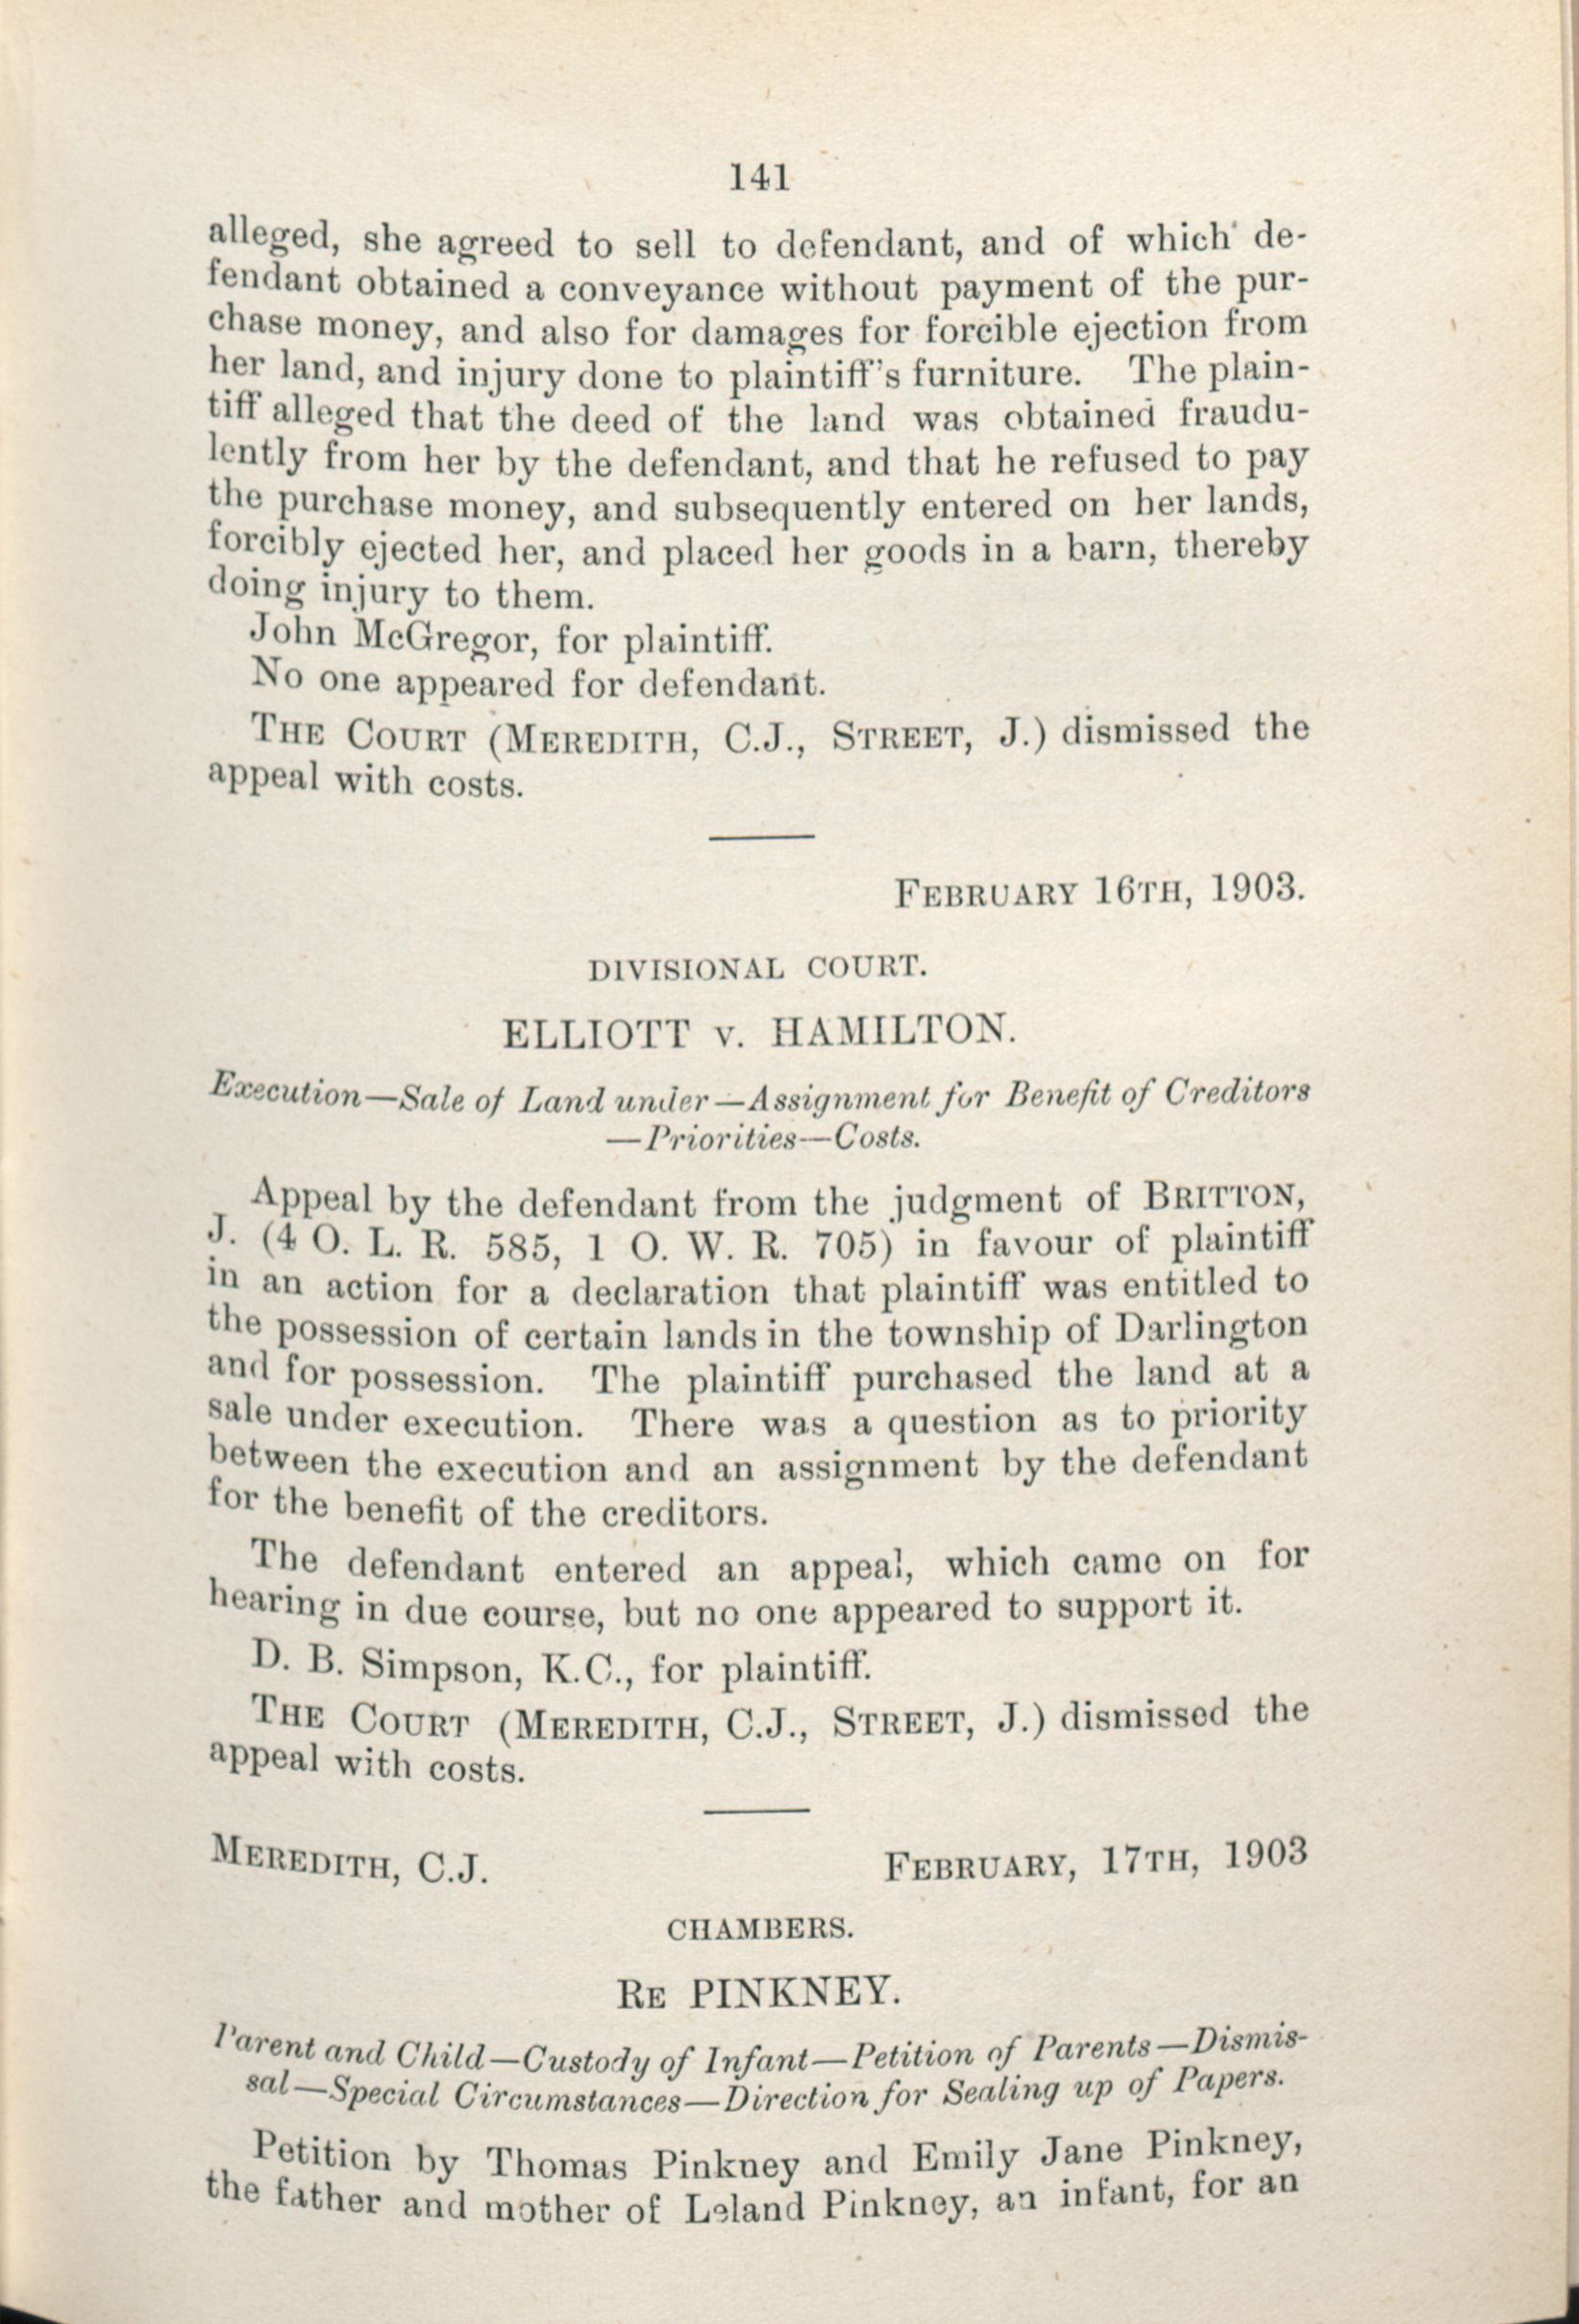 141
alleged, she agreed to sell to defendant, and of which de-
fendant obtained a conveyance without payment of the pur-
chase money, and also for damages for forcible ejection from
her land, and injury done to plaintiff's furniture. The plain-
tiff alleged that the deed of the land was obtained fraudu-
lently from her by the defendant, and that he refused to pay
the purchase money, and subsequently entered on her lands,
forcibly ejected her, and placed her goods in a barn, thereby
doing injury to them.
John McGregor, for plaintiff.
No one appeared for defendant.
THE COURT (MEREDITH, C.J., STREET, J.) dismissed the
appeal with costs.
FEBRUARY 16TH, 1903.
DIVISIONAL COURT.
ELLIOTT v. HAMILTON.
Execution—Sale of Land under—Assignment for Benefit of Creditors
—Priorities—Costs.
Appeal by the defendant from the judgment of BRITTON,
J. (4 O. L. R. 585, 1 O. W. R. 705) in favour of plaintiff
in an action for a declaration that plaintiff was entitled to
the possession of certain lands in the township of Darlington
and for possession. The plaintiff purchased the land at a
sale under execution. There was a question as to priority
between the execution and an assignment by the defendant
for the benefit of the creditors.
The defendant entered an appeal, which came on for
hearing in due course, but no one appeared to support it.
D. B. Simpson, K.C., for plaintiff.
THE COURT (MEREDITH, C.J., STREET, J.) dismissed the
appeal with costs.
MEREDITH, C.J. FEBRUARY, 17TH, 1903
CHAMBERS.
RE PINKNEY.
Parent and Child—Custody of Infant—Petition of Parents—Dismis-
sal—Special Circumstances—Direction for Sealing up of Papers.
Petition by Thomas Pinkney and Emily Jane Pinkney,
the father and mother of Leland Pinkney, an infant, for an